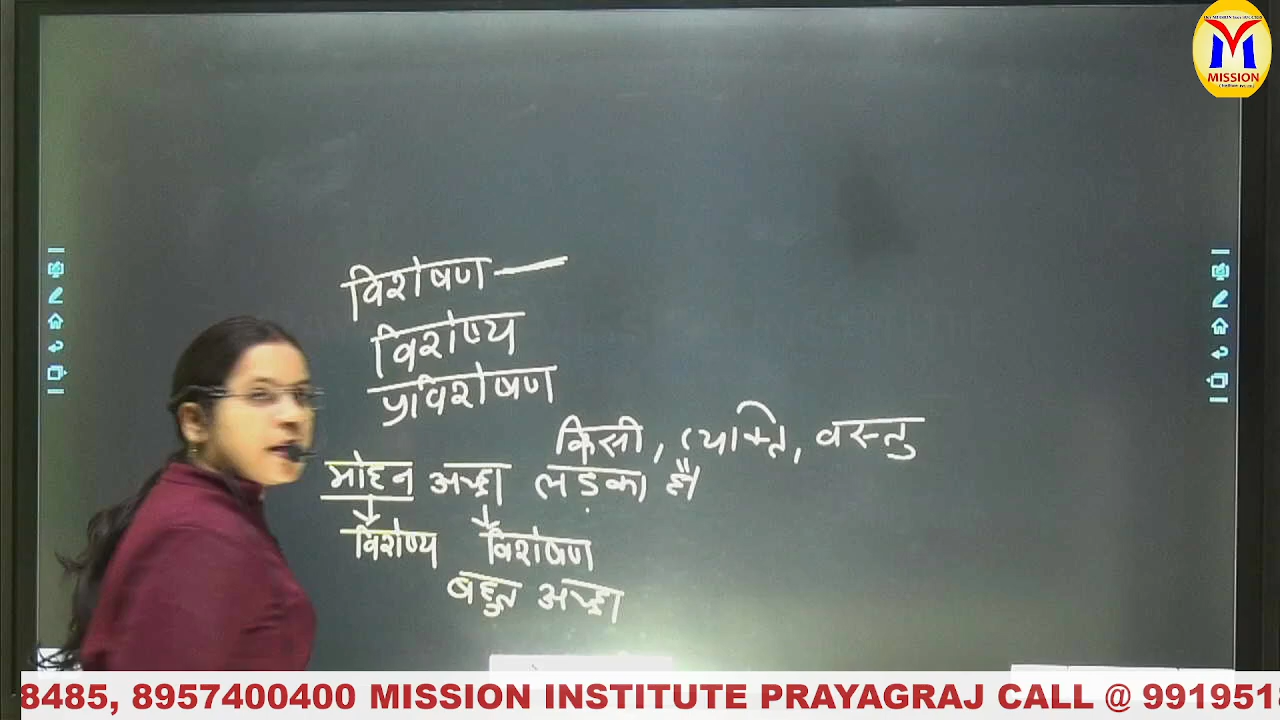 MISSION
विशेषण —
विशेष्य
प्रविशेषण
किसी, व्यक्ति, वस्तु
मोहन अच्छा लड़का है।
विशेष्य विशेषण
बहुत अच्छा
8485, 8957400400 MISSION INSTITUTE PRAYAGRAJ CALL @ 991951